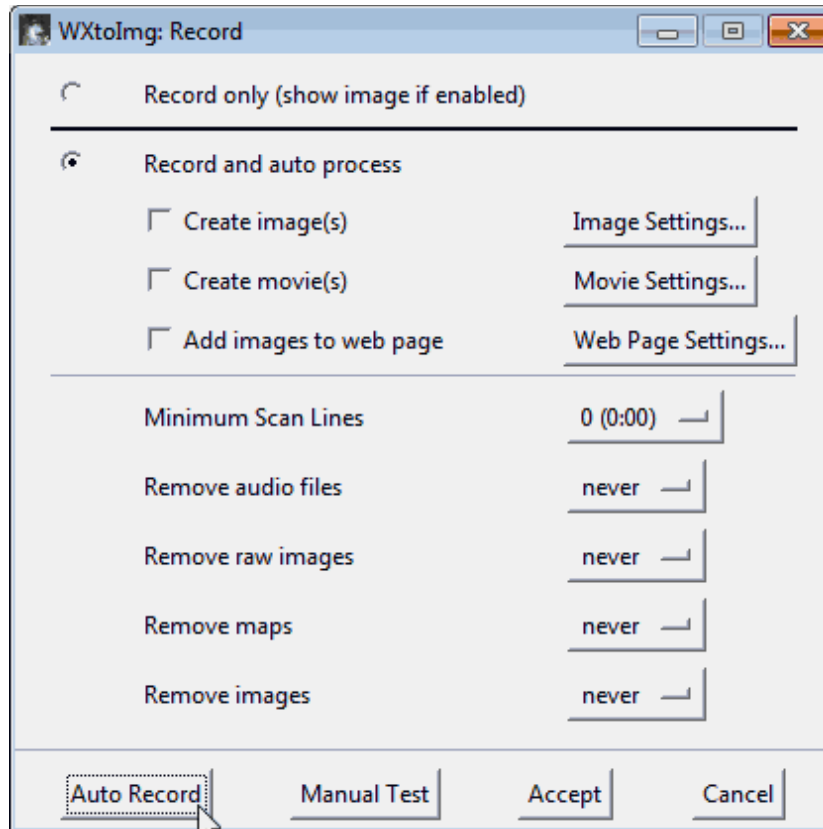 WXtoImg: Record
Record only (show image if enabled)
Record and auto process
Create image(s) Image Settings...
Create movie(s) Movie Settings...
Add images to web page Web Page Settings...
Minimum Scan Lines 0 (0:00)
Remove audio files never
Remove raw images never
Remove maps never
Remove images never
Auto Record Manual Test Accept Cancel